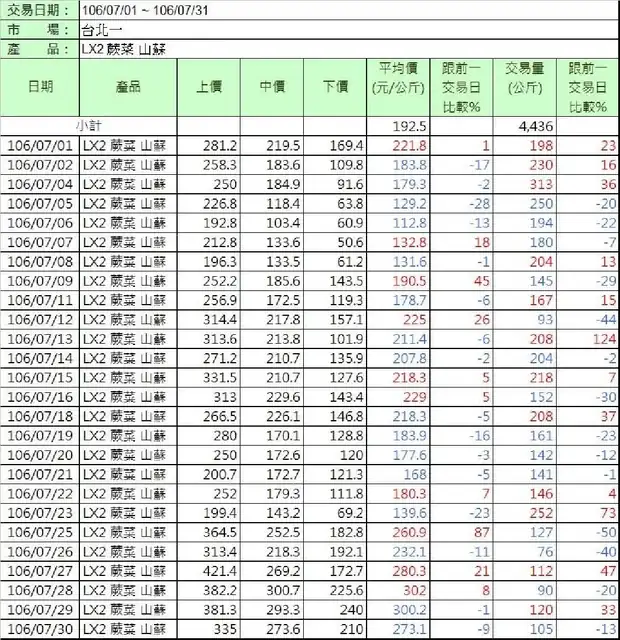 交易日期： 106/07/01 ~ 106/07/31
市　場： 台北一
產　品： LX2 蕨菜 山蘇
日期 產品 上價 中價 下價 平均價(元/公斤) 跟前一交易日比較% 交易量(公斤) 跟前一交易日比較%
小計 192.5 4,436
106/07/01 LX2 蕨菜 山蘇 281.2 219.5 169.4 221.8 1 198 23
106/07/02 LX2 蕨菜 山蘇 258.3 183.6 109.8 183.8 -17 230 16
106/07/04 LX2 蕨菜 山蘇 250 184.9 91.6 179.3 -2 313 36
106/07/05 LX2 蕨菜 山蘇 226.8 118.4 63.8 129.2 -28 250 -20
106/07/06 LX2 蕨菜 山蘇 192.8 103.4 60.9 112.8 -13 194 -22
106/07/07 LX2 蕨菜 山蘇 212.8 133.6 50.6 132.8 18 180 -7
106/07/08 LX2 蕨菜 山蘇 196.3 133.5 61.2 131.6 -1 204 13
106/07/09 LX2 蕨菜 山蘇 252.2 185.6 143.5 190.5 45 145 -29
106/07/11 LX2 蕨菜 山蘇 256.9 172.5 119.3 178.7 -6 167 15
106/07/12 LX2 蕨菜 山蘇 314.4 217.8 157.1 225 26 93 -44
106/07/13 LX2 蕨菜 山蘇 313.6 213.8 101.9 211.4 -6 208 124
106/07/14 LX2 蕨菜 山蘇 271.2 210.7 135.9 207.8 -2 204 -2
106/07/15 LX2 蕨菜 山蘇 331.5 210.7 127.6 218.3 5 218 7
106/07/16 LX2 蕨菜 山蘇 313 229.6 143.4 229 5 152 -30
106/07/18 LX2 蕨菜 山蘇 266.5 226.1 146.8 218.3 -5 208 37
106/07/19 LX2 蕨菜 山蘇 280 170.1 128.8 183.9 -16 161 -23
106/07/20 LX2 蕨菜 山蘇 250 172.6 120 177.6 -3 142 -12
106/07/21 LX2 蕨菜 山蘇 200.7 172.7 121.3 168 -5 141 -1
106/07/22 LX2 蕨菜 山蘇 252 179.3 111.8 180.3 7 146 4
106/07/23 LX2 蕨菜 山蘇 199.4 143.2 69.2 139.6 -23 252 73
106/07/25 LX2 蕨菜 山蘇 364.5 252.5 182.8 260.9 87 127 -50
106/07/26 LX2 蕨菜 山蘇 313.4 218.3 192.1 232.1 -11 76 -40
106/07/27 LX2 蕨菜 山蘇 421.4 269.2 172.7 280.3 21 112 47
106/07/28 LX2 蕨菜 山蘇 382.2 300.7 225.6 302 8 90 -20
106/07/29 LX2 蕨菜 山蘇 381.3 293.3 240 300.2 -1 120 33
106/07/30 LX2 蕨菜 山蘇 335 273.6 210 273.1 -9 105 -13